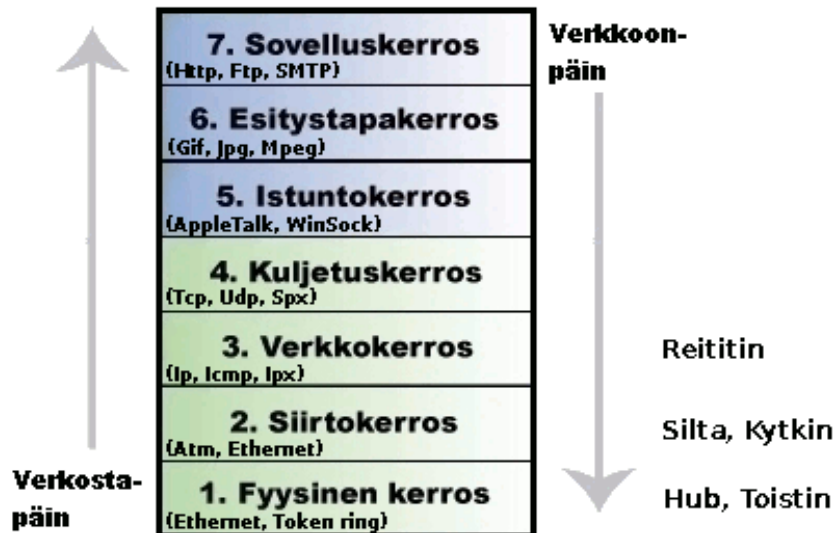 7. Sovelluskerros
(Http, Ftp, SMTP)
Verkkoon-
päin
6. Esitystapakerros
(Gif, Jpg, Mpeg)
5. Istuntokerros
(AppleTalk, WinSock)
4. Kuljetuskerros
(Tcp, Udp, Spx)
3. Verkkokerros
(Ip, Icmp, Ipx)
Reititin
2. Siirtokerros
(Atm, Ethernet)
Silta, Kytkin
Verkosta-
päin
1. Fyysinen kerros
(Ethernet, Token ring)
Hub, Toistin